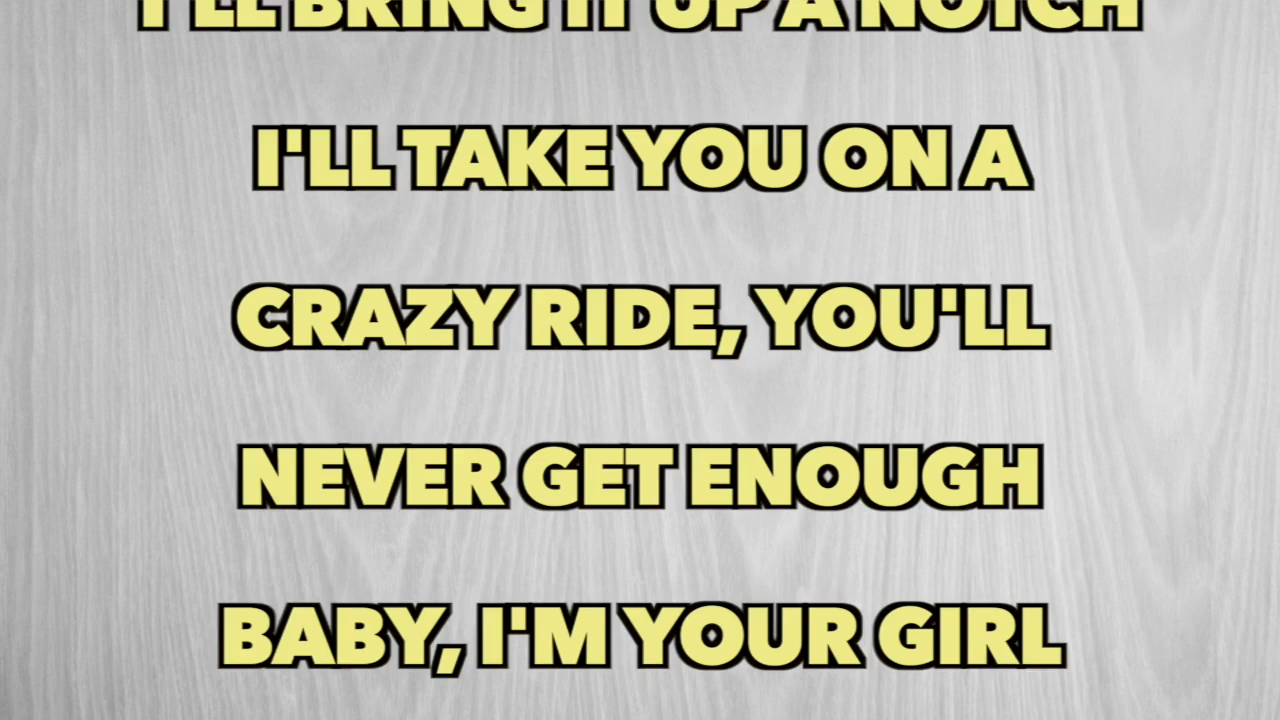 I'LL BRING IT UP A NOTCH
I'LL TAKE YOU ON A
CRAZY RIDE, YOU'LL
NEVER GET ENOUGH
BABY, I'M YOUR GIRL